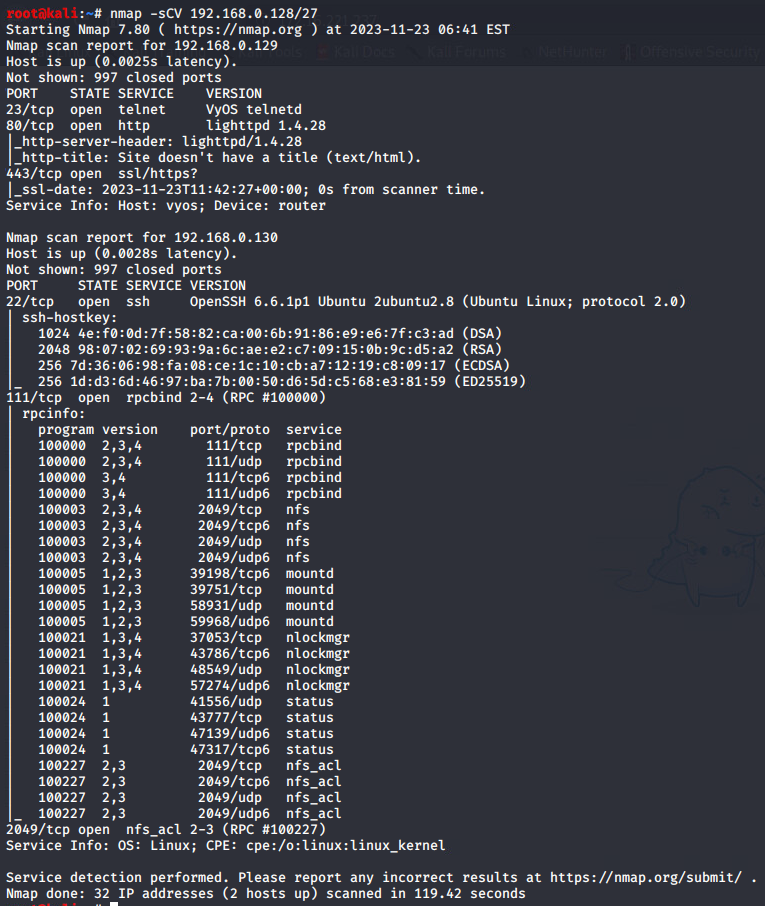 root@kali:~# nmap -sCV 192.168.0.128/27
Starting Nmap 7.80 ( https://nmap.org ) at 2023-11-23 06:41 EST
Nmap scan report for 192.168.0.129
Host is up (0.0025s latency).
Not shown: 997 closed ports
PORT    STATE SERVICE    VERSION
23/tcp  open  telnet     VyOS telnetd
80/tcp  open  http       lighttpd 1.4.28
|_http-server-header: lighttpd/1.4.28
|_http-title: Site doesn't have a title (text/html).
443/tcp open  ssl/https?
|_ssl-date: 2023-11-23T11:42:27+00:00; 0s from scanner time.
Service Info: Host: vyos; Device: router

Nmap scan report for 192.168.0.130
Host is up (0.0028s latency).
Not shown: 997 closed ports
PORT     STATE SERVICE VERSION
22/tcp   open  ssh     OpenSSH 6.6.1p1 Ubuntu 2ubuntu2.8 (Ubuntu Linux; protocol 2.0)
| ssh-hostkey:
|   1024 4e:f0:0d:7f:58:82:ca:00:6b:91:86:e9:e6:7f:c3:ad (DSA)
|   2048 98:07:02:69:93:9a:6c:ae:e2:c7:09:15:0b:9c:d5:a2 (RSA)
|   256 7d:36:06:98:fa:08:ce:1c:10:cb:a7:12:19:c8:09:17 (ECDSA)
|_  256 1d:d3:6d:46:97:ba:7b:00:50:d6:5d:c5:68:e3:81:59 (ED25519)
111/tcp  open  rpcbind 2-4 (RPC #100000)
| rpcinfo:
|   program version    port/proto  service
|   100000  2,3,4        111/tcp   rpcbind
|   100000  2,3,4        111/udp   rpcbind
|   100000  3,4          111/tcp6  rpcbind
|   100000  3,4          111/udp6  rpcbind
|   100003  2,3,4       2049/tcp   nfs
|   100003  2,3,4       2049/tcp6  nfs
|   100003  2,3,4       2049/udp   nfs
|   100003  2,3,4       2049/udp6  nfs
|   100005  1,2,3      39198/tcp6  mountd
|   100005  1,2,3      39751/tcp   mountd
|   100005  1,2,3      58931/udp   mountd
|   100005  1,2,3      59968/udp6  mountd
|   100021  1,3,4      37053/tcp   nlockmgr
|   100021  1,3,4      43786/tcp6  nlockmgr
|   100021  1,3,4      48549/udp   nlockmgr
|   100021  1,3,4      57274/udp6  nlockmgr
|   100024  1          41556/udp   status
|   100024  1          43777/tcp   status
|   100024  1          47139/udp6  status
|   100024  1          47317/tcp6  status
|   100227  2,3         2049/tcp   nfs_acl
|   100227  2,3         2049/tcp6  nfs_acl
|   100227  2,3         2049/udp   nfs_acl
|_  100227  2,3         2049/udp6  nfs_acl
2049/tcp open  nfs_acl 2-3 (RPC #100227)
Service Info: OS: Linux; CPE: cpe:/o:linux:linux_kernel

Service detection performed. Please report any incorrect results at https://nmap.org/submit/ .
Nmap done: 32 IP addresses (2 hosts up) scanned in 119.42 seconds
root@kali:~#
Kali Docs
Kali Forums
NetHunter
Offensive Security